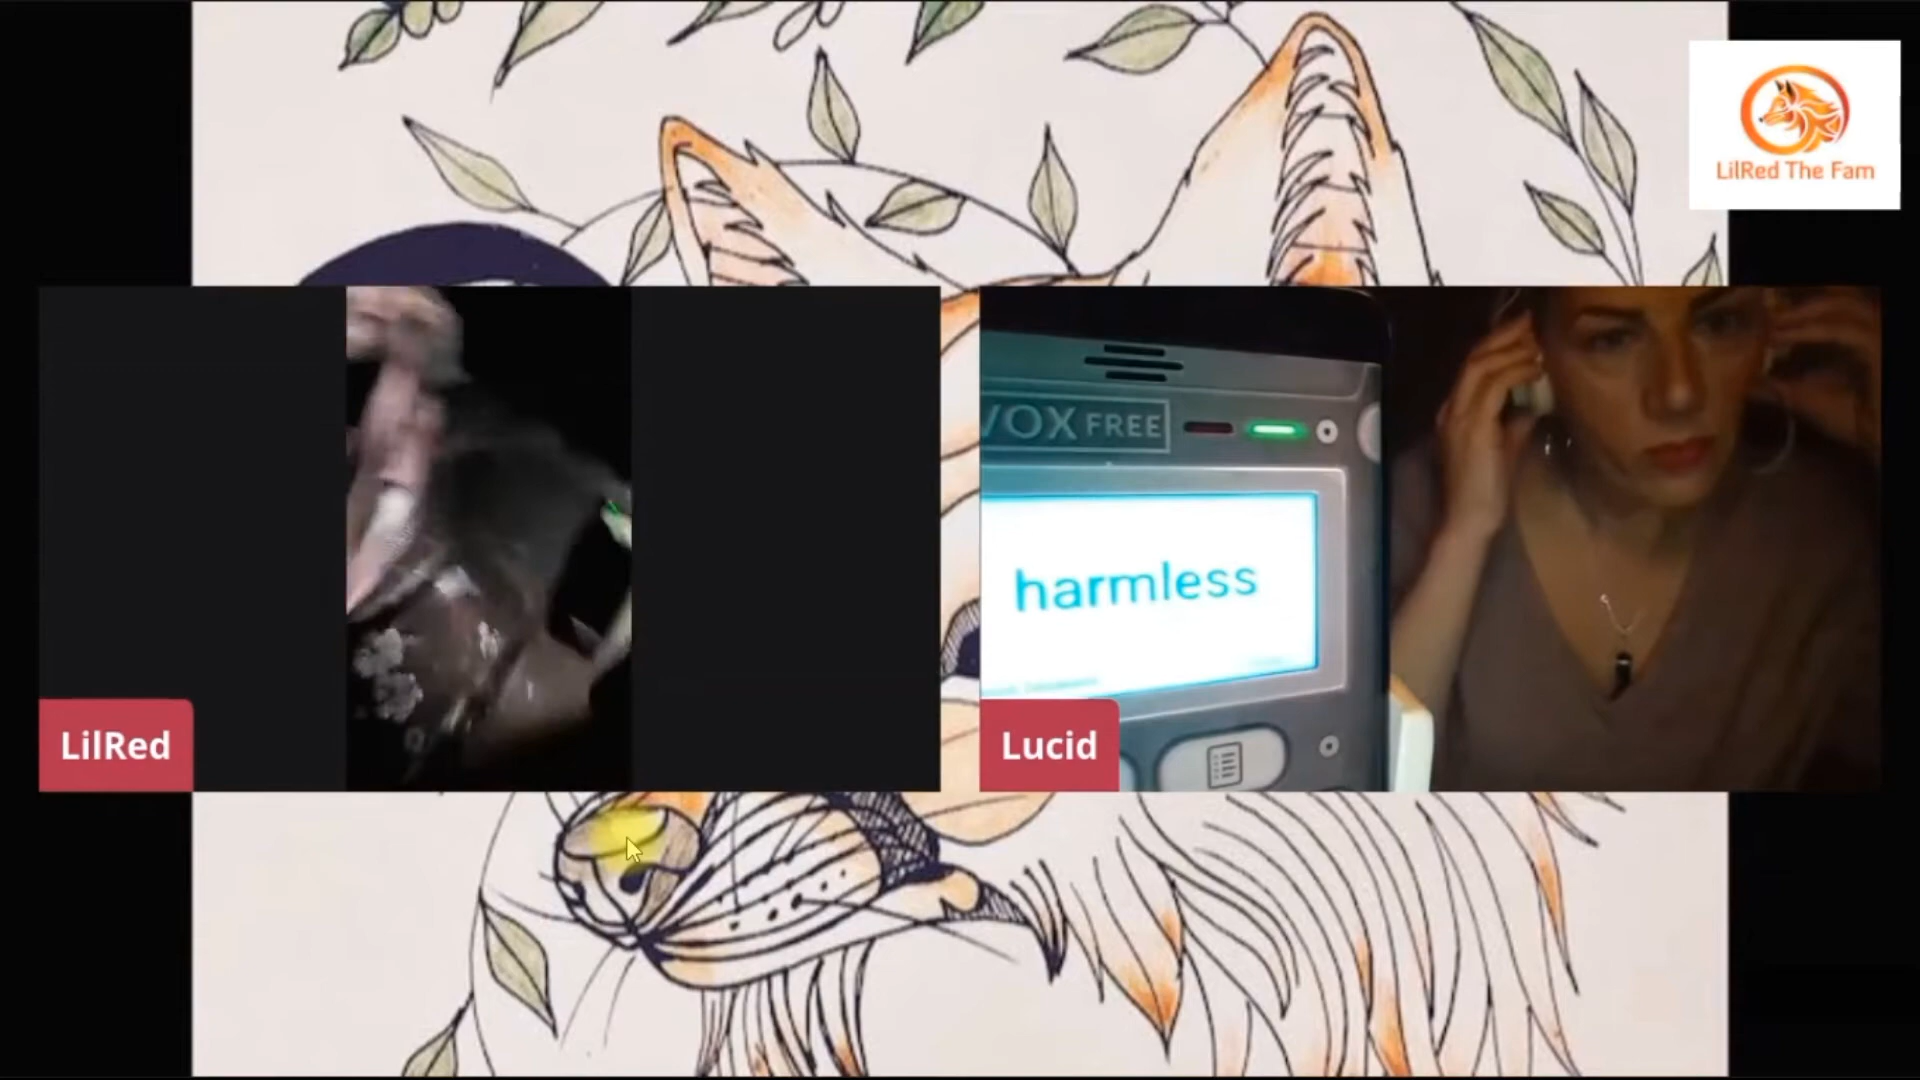 LilRed The Fam
VOX FREE
harmless
LilRed
Lucid